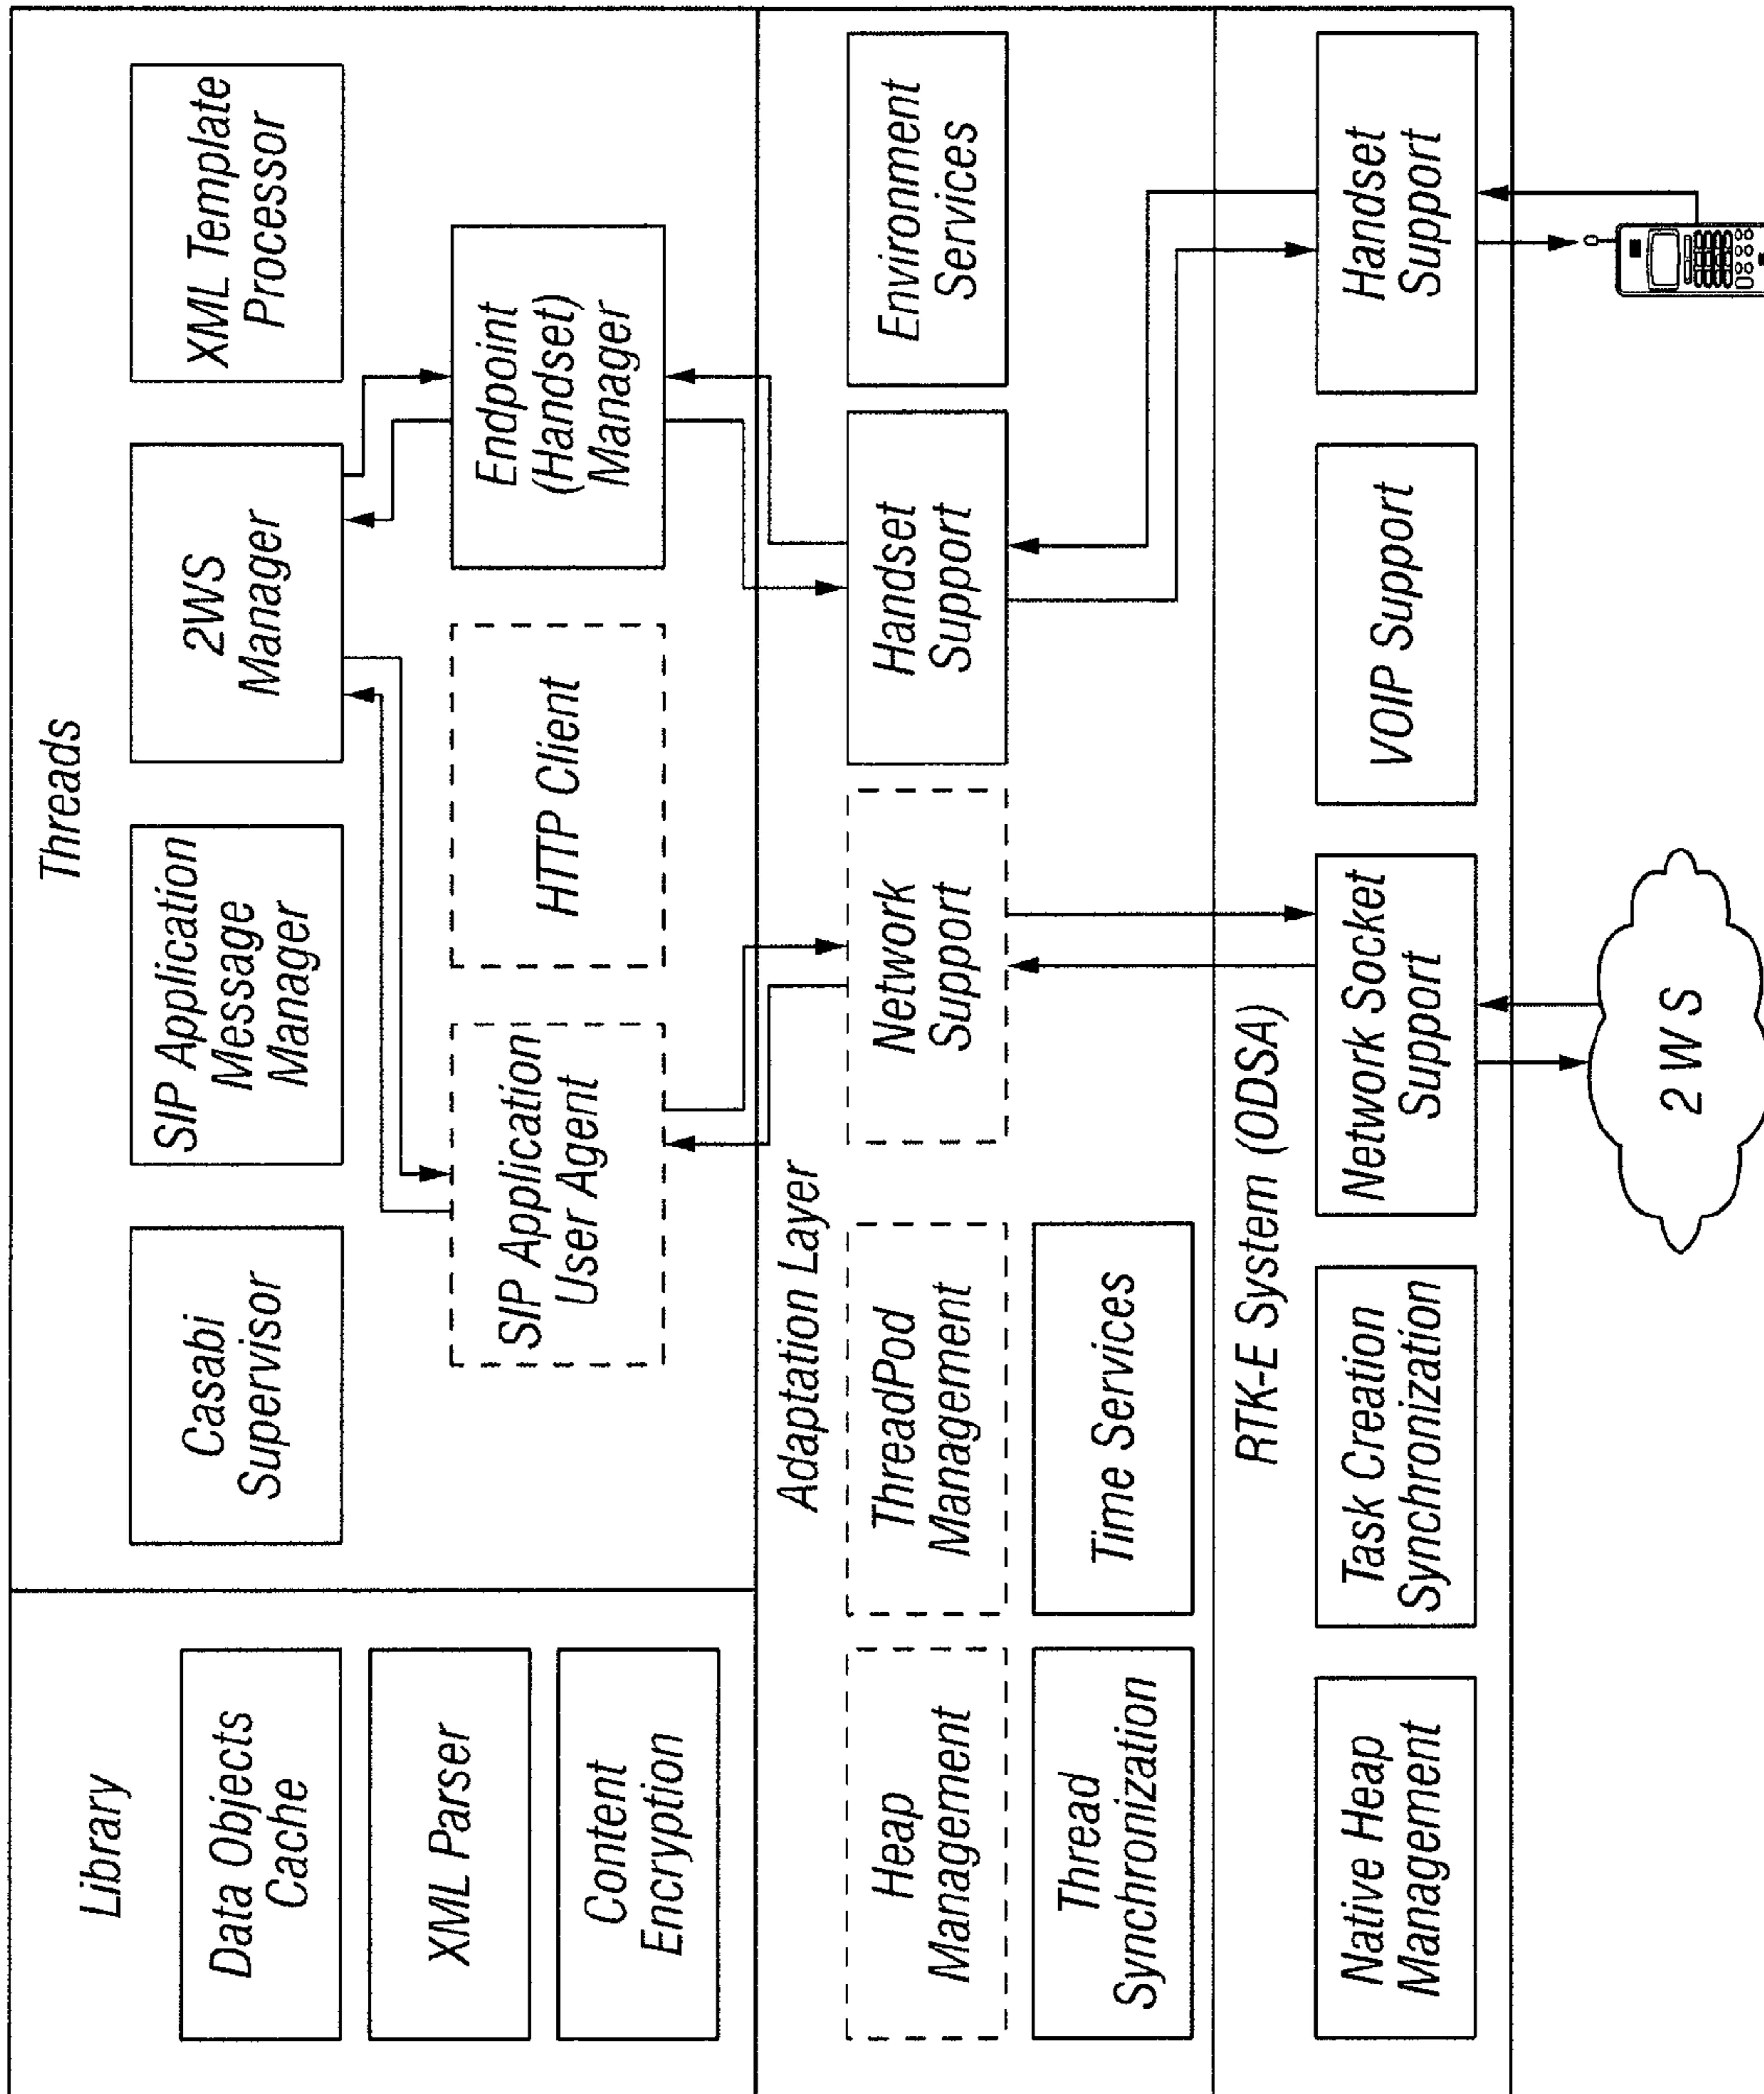 Library
Data Objects
Cache
XML Parser
Content
Encryption
Threads
Casabi
Supervisor
SIP Application
Message
Manager
2WS
Manager
XML Template
Processor
SIP Application
User Agent
HTTP Client
Endpoint
(Handset)
Manager
Adaptation Layer
Heap
Management
ThreadPod
Management
Network
Support
Handset
Support
Environment
Services
Thread
Synchronization
Time Services
RTK-E System (ODSA)
Native Heap
Management
Task Creation
Synchronization
Network Socket
Support
VOIP Support
Handset
Support
2 W S